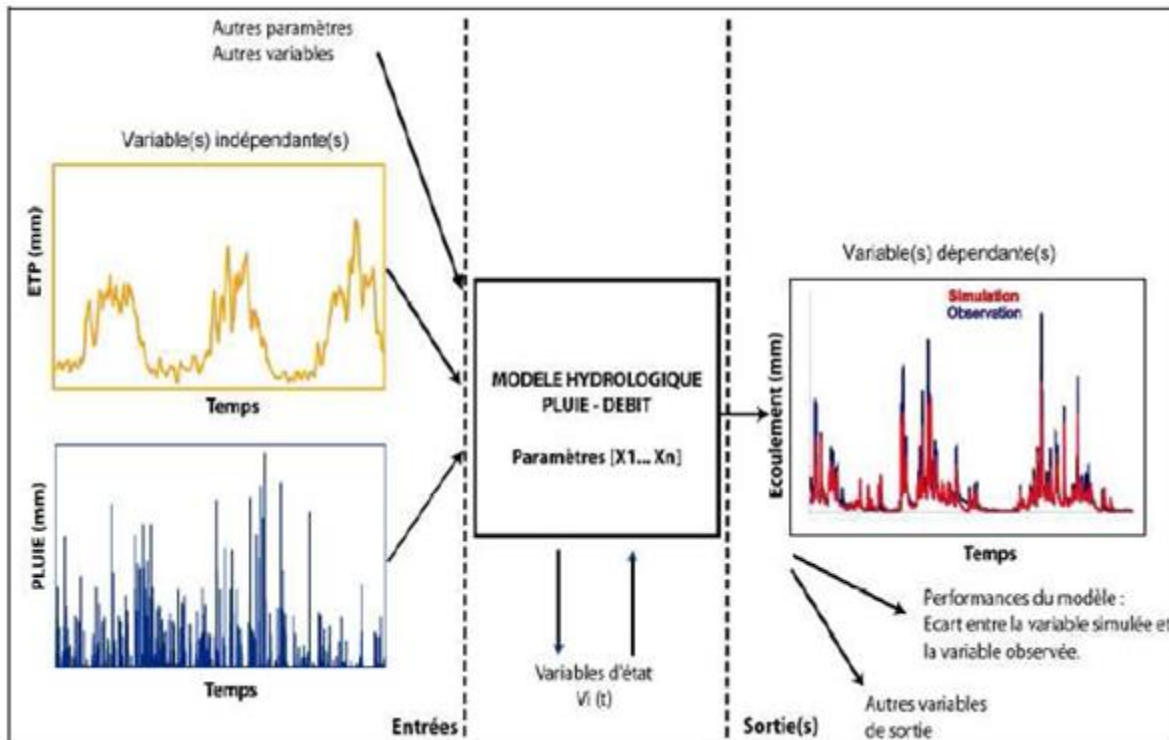 Autres paramètres
Autres variables
Variable(s) indépendante(s)
ETP (mm)
Temps
PLUIE (mm)
Temps
Entrées
MODELE HYDROLOGIQUE
PLUIE - DEBIT
Paramètres [X1... Xn]
Variables d'état
Vi (t)
Variable(s) dépendante(s)
Simulation
Observation
Ecoulement (mm)
Temps
Performances du modèle :
Ecart entre la variable simulée et
la variable observée.
Autres variables
de sortie
Sortie(s)